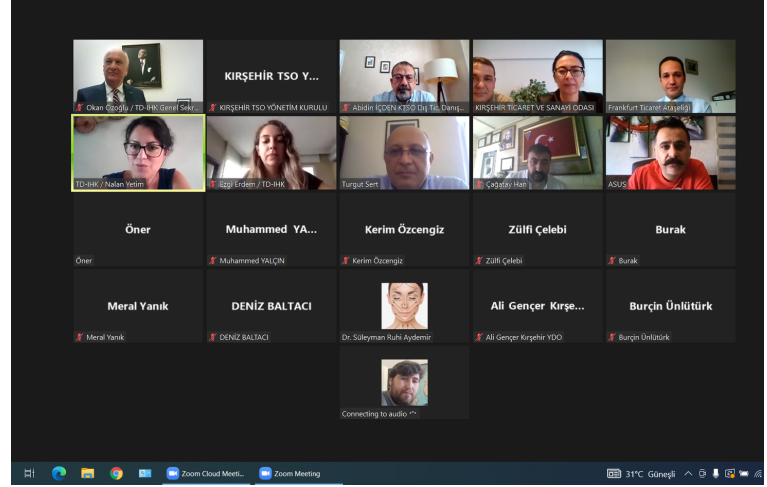 KIRŞEHİR TSO Y...
Okan Özoğlu / TD-IHK Genel Sekr...
KIRŞEHİR TSO YÖNETİM KURULU
Abidin İÇDEN KTSO Dış Tic. Danış...
KIRŞEHİR TİCARET VE SANAYİ ODASI
Frankfurt Ticaret Ataşeliği
TD-IHK / Nalan Yetim
Ezgi Erdem / TD-IHK
Turgut Sert
Çağatay Han
ASUS
Öner
Muhammed YA...
Kerim Özcengiz
Zülfi Çelebi
Burak
Öner
Muhammed YALÇIN
Kerim Özcengiz
Zülfi Çelebi
Burak
Meral Yanık
DENİZ BALTACI
Ali Gençer Kırşe...
Burçin Ünlütürk
Meral Yanık
DENİZ BALTACI
Dr. Süleyman Ruhi Aydemir
Ali Gençer Kırşehir YDO
Burçin Ünlütürk
Connecting to audio
Zoom Cloud Meeti...
Zoom Meeting
31°C Güneşli